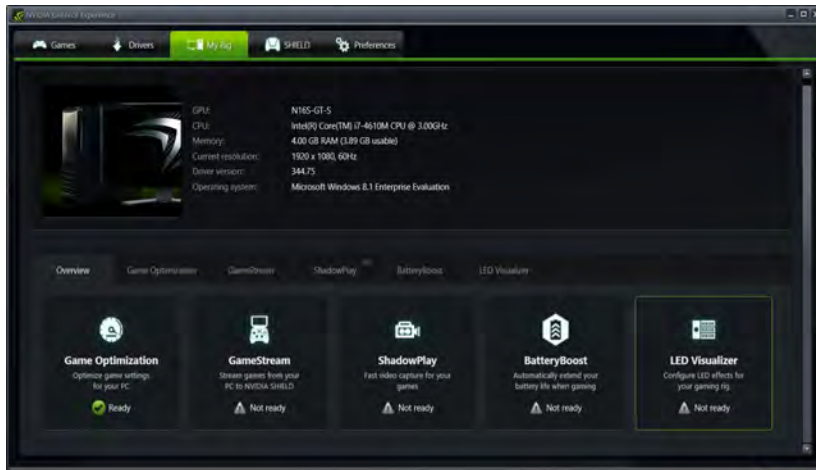 NVIDIA GeForce Experience
Games
Drivers
My Rig
SHIELD
Preferences
GPU: N16S-GT-S
CPU: Intel(R) Core(TM) i7-4610M CPU @ 3.00GHz
Memory: 4.00 GB RAM (3.89 GB usable)
Current resolution: 1920 x 1080, 60Hz
Driver version: 344.75
Operating system: Microsoft Windows 8.1 Enterprise Evaluation
Overview
Game Optimization
GameStream
ShadowPlay
BatteryBoost
LED Visualizer
Game Optimization
Optimize game settings
for your PC
Ready
GameStream
Stream games from your
PC to NVIDIA SHIELD
Not ready
ShadowPlay
Fast video capture for your
games
Not ready
BatteryBoost
Automatically extend your
battery life when gaming
Not ready
LED Visualizer
Configure LED effects for
your gaming rig
Not ready